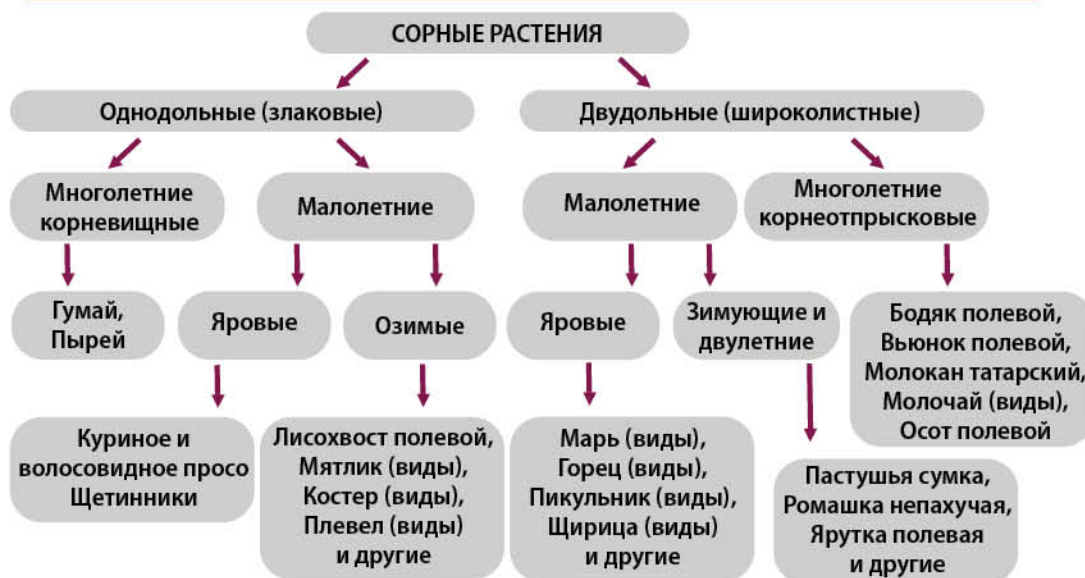 СОРНЫЕ РАСТЕНИЯ
Однодольные (злаковые)
Двудольные (широколистные)
Многолетние
корневищные
Малолетние
Малолетние
Многолетние
корнеотпрысковые
Гумай,
Пырей
Яровые
Озимые
Яровые
Зимующие и
двулетние
Бодяк полевой,
Вьюнок полевой,
Молокан татарский,
Молочай (виды),
Осот полевой
Куриное и
волосовидное просо
Щетинники
Лисохвост полевой,
Мятлик (виды),
Костер (виды),
Плевел (виды)
и другие
Марь (виды),
Горец (виды),
Пикульник (виды),
Щирица (виды)
и другие
Пастушья сумка,
Ромашка непахучая,
Ярутка полевая
и другие